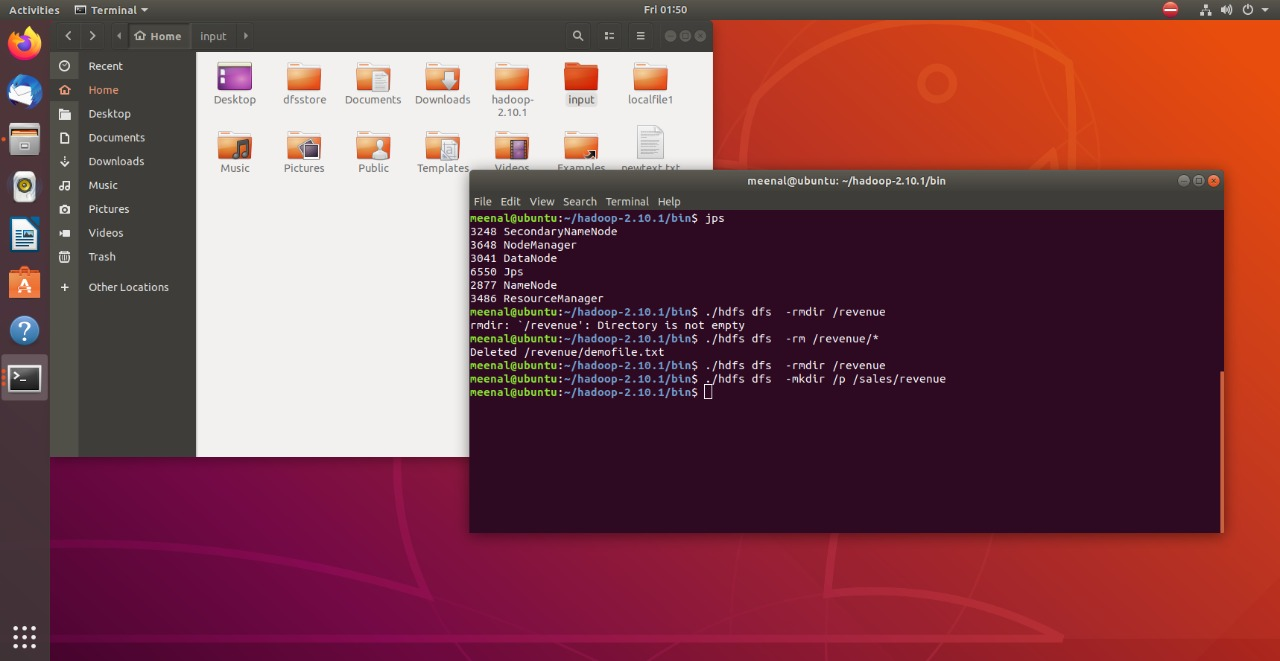 Activities Terminal Fri 01:50
Home input
Recent
Home
Desktop
Documents
Downloads
Music
Pictures
Videos
Trash
+ Other Locations
Desktop dfsstore Documents Downloads hadoop- input localfile1
2.10.1
Music Pictures Public Templates Videos Examples newtext.txt
meenal@ubuntu: ~/hadoop-2.10.1/bin
File Edit View Search Terminal Help
meenal@ubuntu:~/hadoop-2.10.1/bin$ jps
3248 SecondaryNameNode
3648 NodeManager
3041 DataNode
6550 Jps
2877 NameNode
3486 ResourceManager
meenal@ubuntu:~/hadoop-2.10.1/bin$ ./hdfs dfs  -rmdir /revenue
rmdir: `/revenue': Directory is not empty
meenal@ubuntu:~/hadoop-2.10.1/bin$ ./hdfs dfs  -rm /revenue/*
Deleted /revenue/demofile.txt
meenal@ubuntu:~/hadoop-2.10.1/bin$ ./hdfs dfs  -rmdir /revenue
meenal@ubuntu:~/hadoop-2.10.1/bin$ ./hdfs dfs  -mkdir /p /sales/revenue
meenal@ubuntu:~/hadoop-2.10.1/bin$